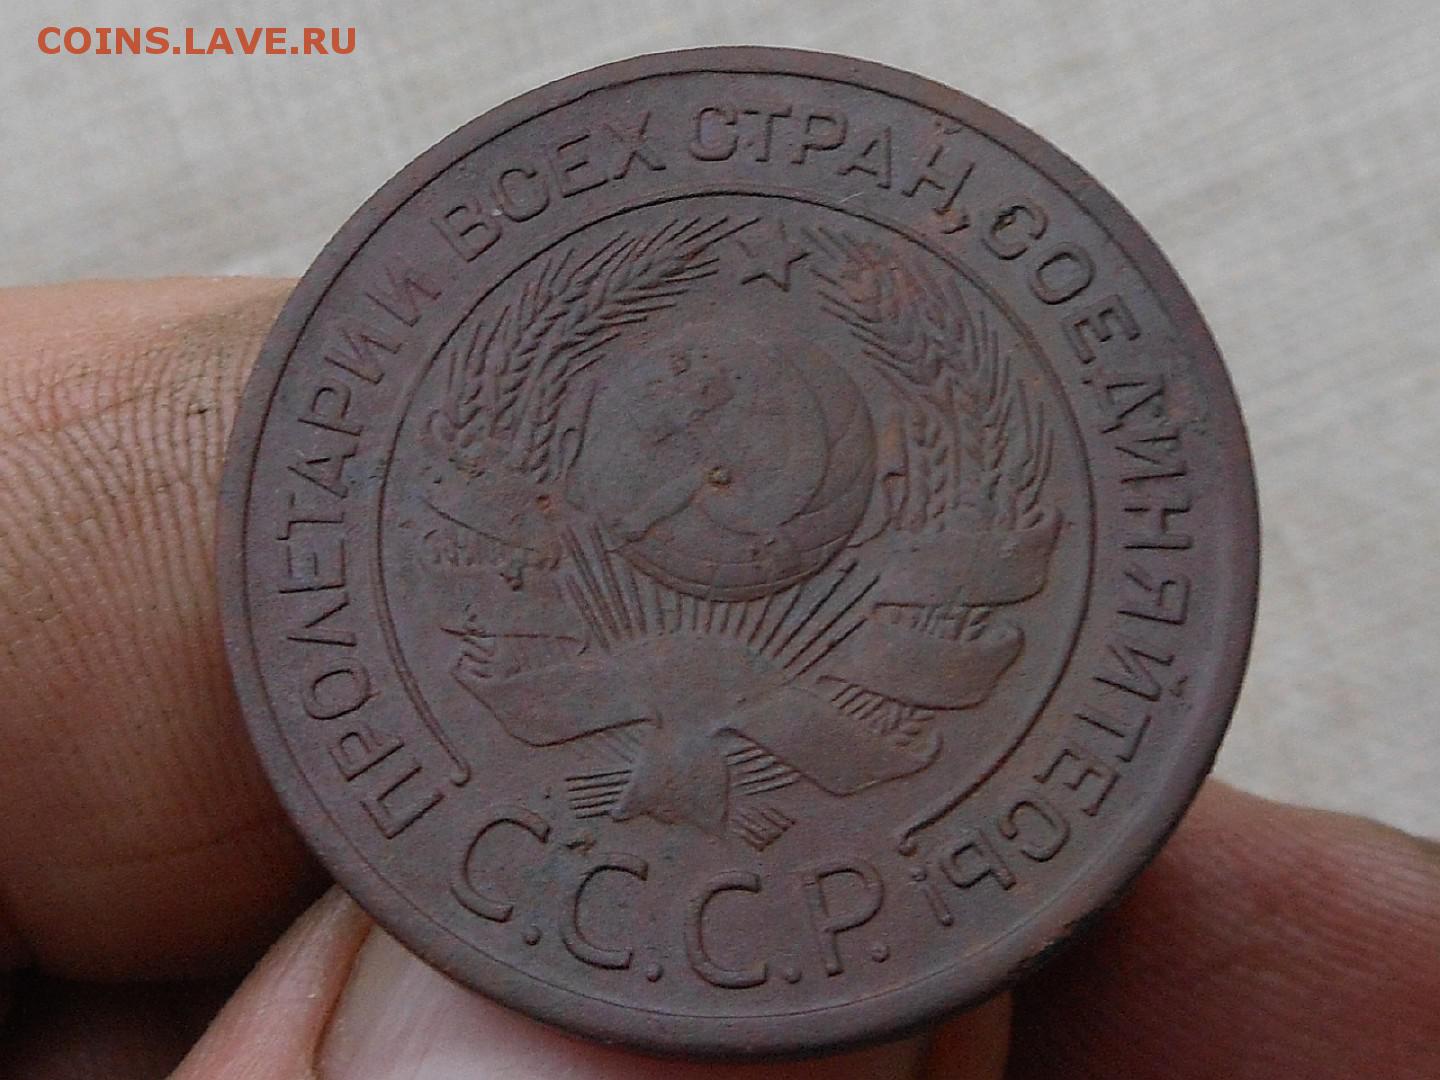 COINS.LAVE.RU
ПРОЛЕТАРИИ ВСЕХ СТРАН, СОЕДИНЯЙТЕСЬ!
С.С.С.Р.